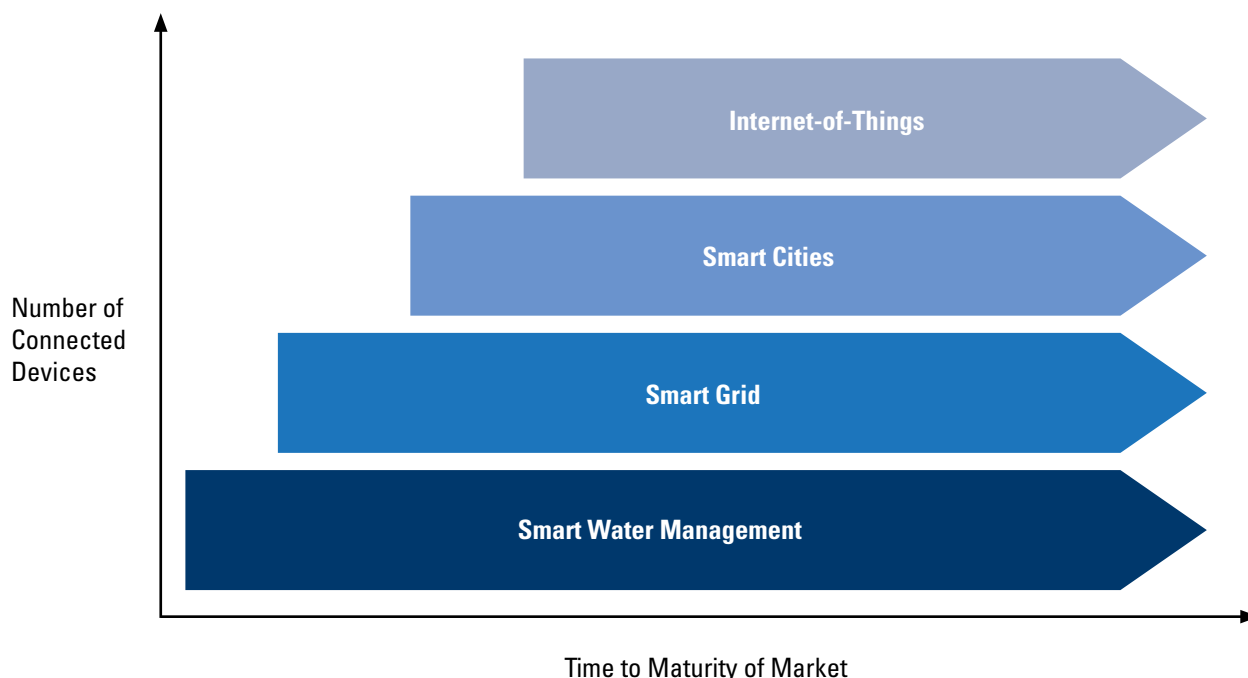 Internet-of-Things
Smart Cities
Number of
Connected
Devices
Smart Grid
Smart Water Management
Time to Maturity of Market